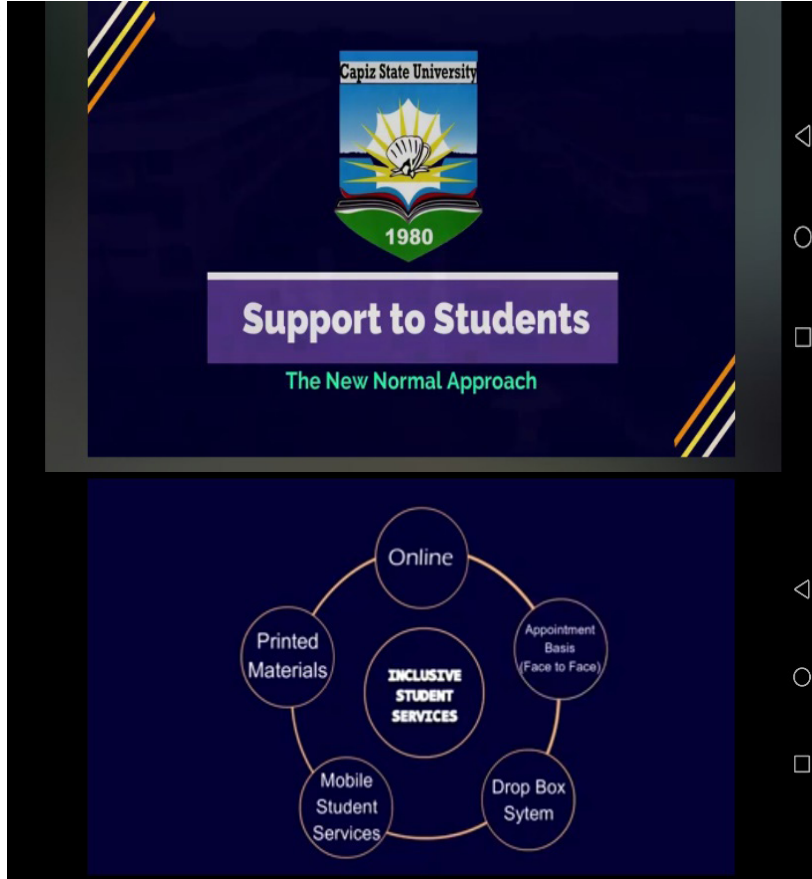 Capiz State University
1980
Support to Students
The New Normal Approach
Online
Appointment
Basis
(Face to Face)
Drop Box
Sytem
Mobile
Student
Services
Printed
Materials
INCLUSIVE
STUDENT
SERVICES